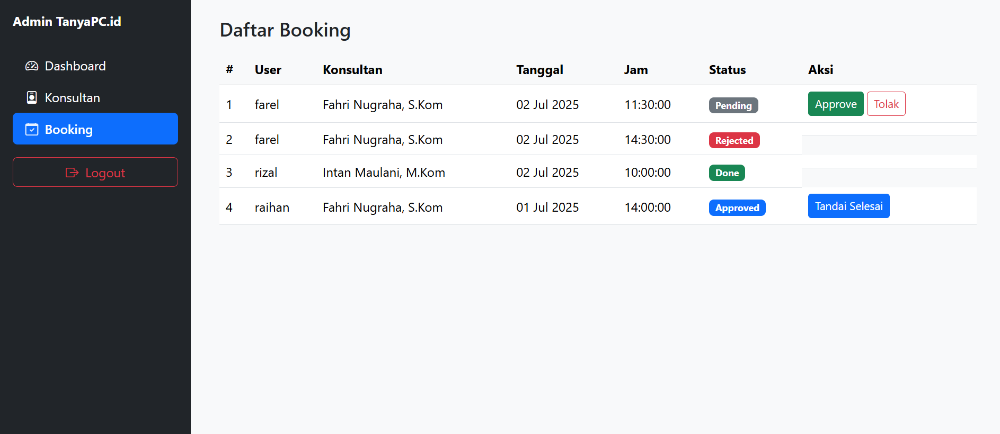 Admin TanyaPC.id
Dashboard
Konsultan
Booking
Logout
Daftar Booking
# User Konsultan Tanggal Jam Status Aksi
1 farel Fahri Nugraha, S.Kom 02 Jul 2025 11:30:00 Pending Approve Tolak
2 farel Fahri Nugraha, S.Kom 02 Jul 2025 14:30:00 Rejected
3 rizal Intan Maulani, M.Kom 02 Jul 2025 10:00:00 Done
4 raihan Fahri Nugraha, S.Kom 01 Jul 2025 14:00:00 Approved Tandai Selesai